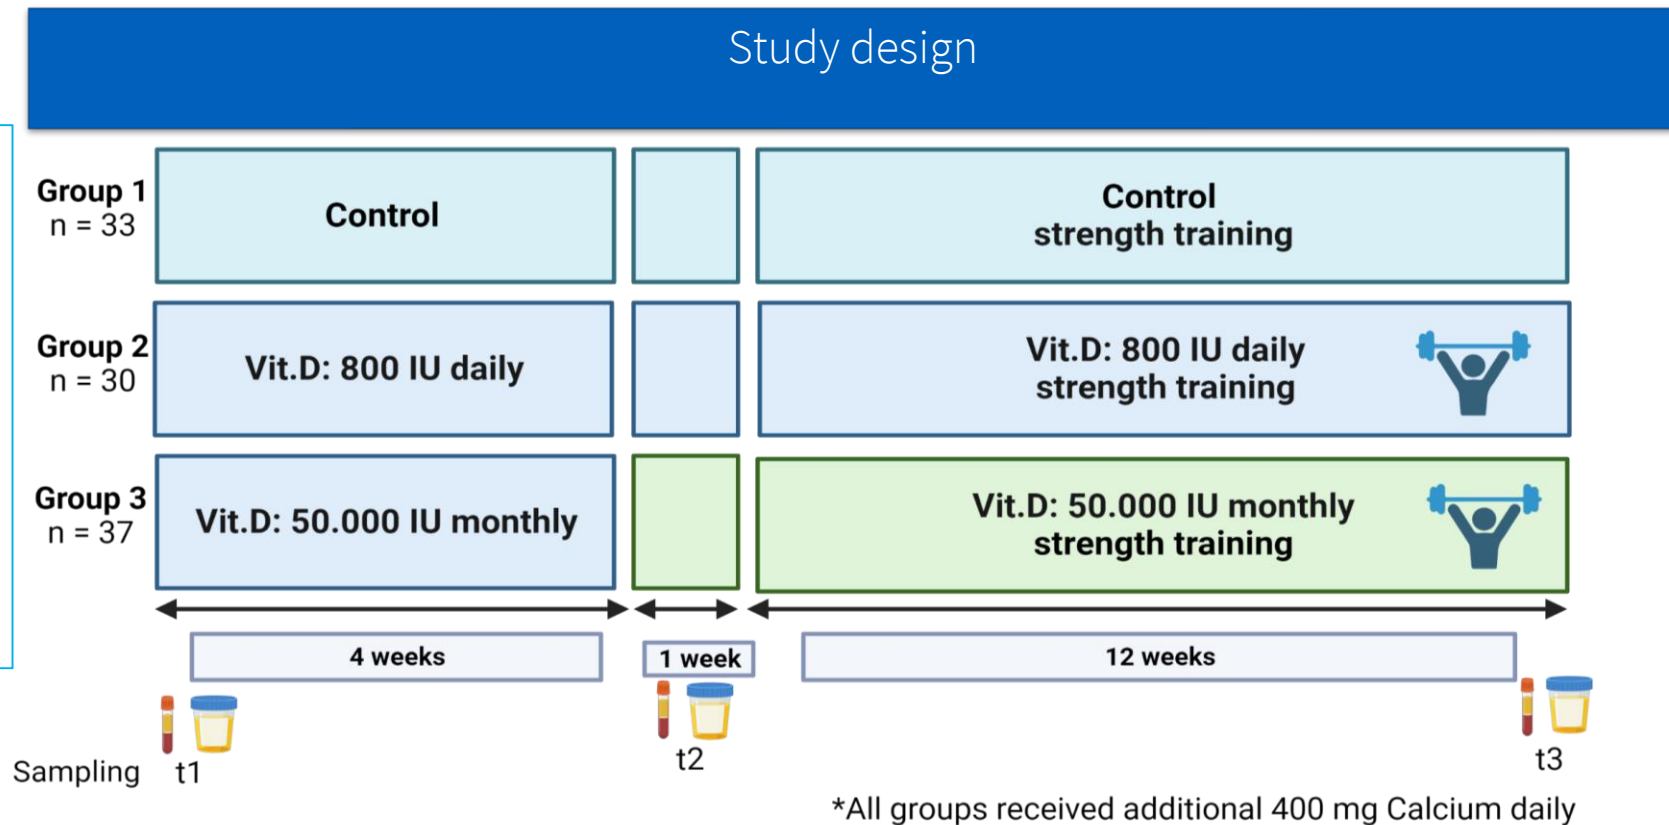 Study design
Group 1
n = 33
Control
Control
strength training
Group 2
n = 30
Vit.D: 800 IU daily
Vit.D: 800 IU daily
strength training
Group 3
n = 37
Vit.D: 50.000 IU monthly
Vit.D: 50.000 IU monthly
strength training
4 weeks
1 week
12 weeks
Sampling
t1
t2
t3
*All groups received additional 400 mg Calcium daily